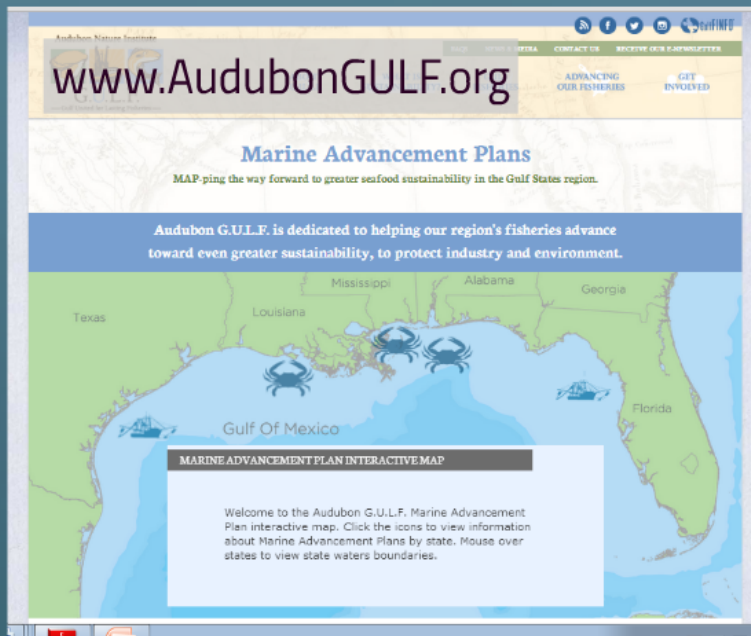 Audubon Nature Institute
www.AudubonGULF.org
MEDIA CONTACT US RECEIVE OUR E-NEWSLETTER
ADVANCING
OUR FISHERIES
GET
INVOLVED
Marine Advancement Plans
MAP-ping the way forward to greater seafood sustainability in the Gulf States region.
Audubon G.U.L.F. is dedicated to helping our region's fisheries advance
toward even greater sustainability, to protect industry and environment.
Mississippi
Alabama
Georgia
Texas
Louisiana
Florida
Gulf Of Mexico
MARINE ADVANCEMENT PLAN INTERACTIVE MAP
Welcome to the Audubon G.U.L.F. Marine Advancement
Plan interactive map. Click the icons to view information
about Marine Advancement Plans by state. Mouse over
states to view state waters boundaries.